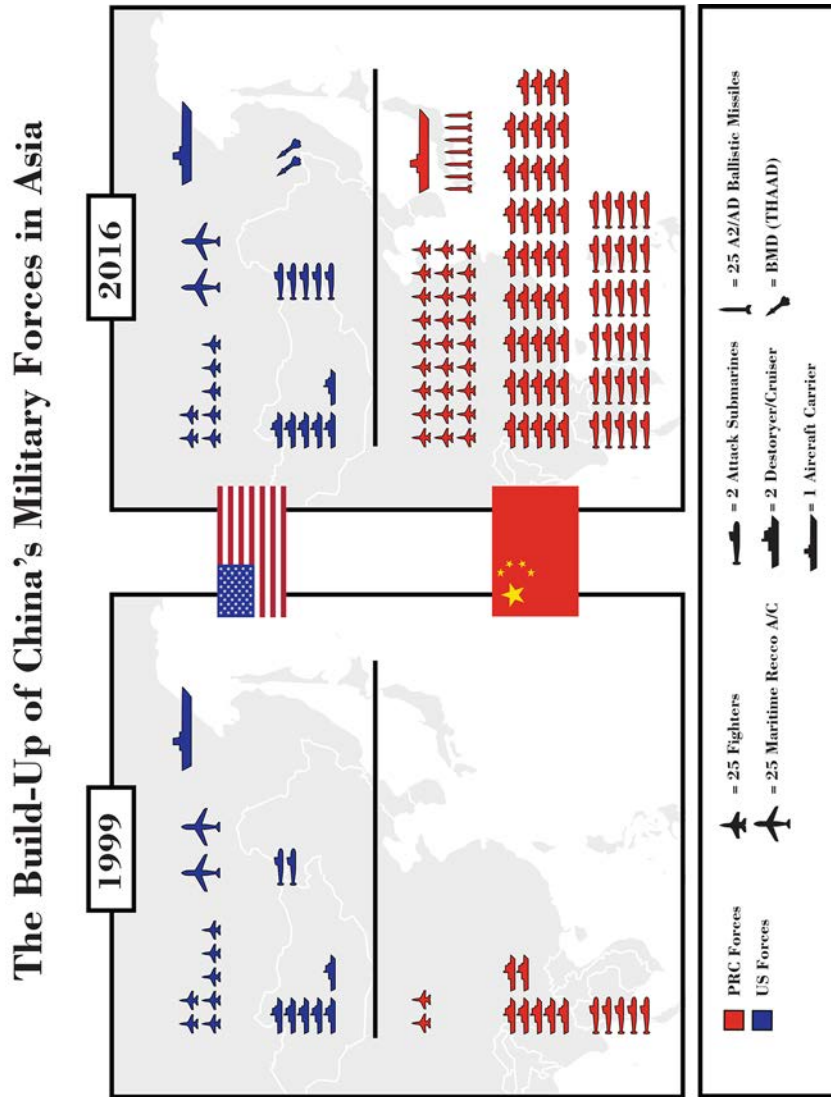 The Build-Up of China's Military Forces in Asia
1999
2016
PRC Forces
US Forces
= 25 Fighters
= 25 Maritime Recco A/C
= 2 Attack Submarines
= 2 Destoryer/Cruiser
= 1 Aircraft Carrier
= 25 A2/AD Ballistic Missiles
= BMD (THAAD)